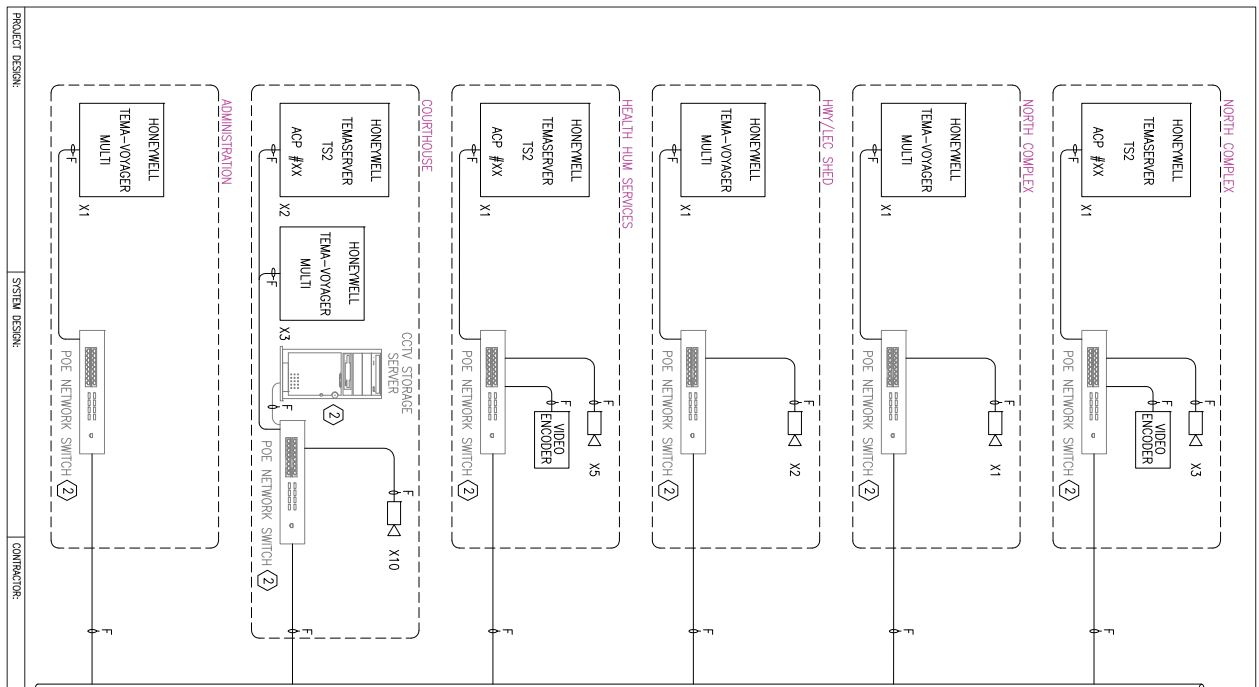 NORTH COMPLEX
HONEYWELL
TEMASERVER
TS2
ACP #XX
X1
F
POE NETWORK SWITCH
2
F
X3
F
VIDEO
ENCODER
F
NORTH COMPLEX
HONEYWELL
TEMA-VOYAGER
MULTI
X1
F
POE NETWORK SWITCH
2
F
X1
F
HWY/LEC SHED
HONEYWELL
TEMA-VOYAGER
MULTI
X1
F
POE NETWORK SWITCH
2
F
X2
F
HEALTH HUM SERVICES
HONEYWELL
TEMASERVER
TS2
ACP #XX
X1
F
POE NETWORK SWITCH
2
F
X5
F
VIDEO
ENCODER
F
COURTHOUSE
HONEYWELL
TEMASERVER
TS2
ACP #XX
X2
F
HONEYWELL
TEMA-VOYAGER
MULTI
X3
F
CCTV STORAGE
SERVER
2
F
POE NETWORK SWITCH
2
F
X10
F
ADMINISTRATION
HONEYWELL
TEMA-VOYAGER
MULTI
X1
F
POE NETWORK SWITCH
2
F
PROJECT DESIGN:
SYSTEM DESIGN:
CONTRACTOR: